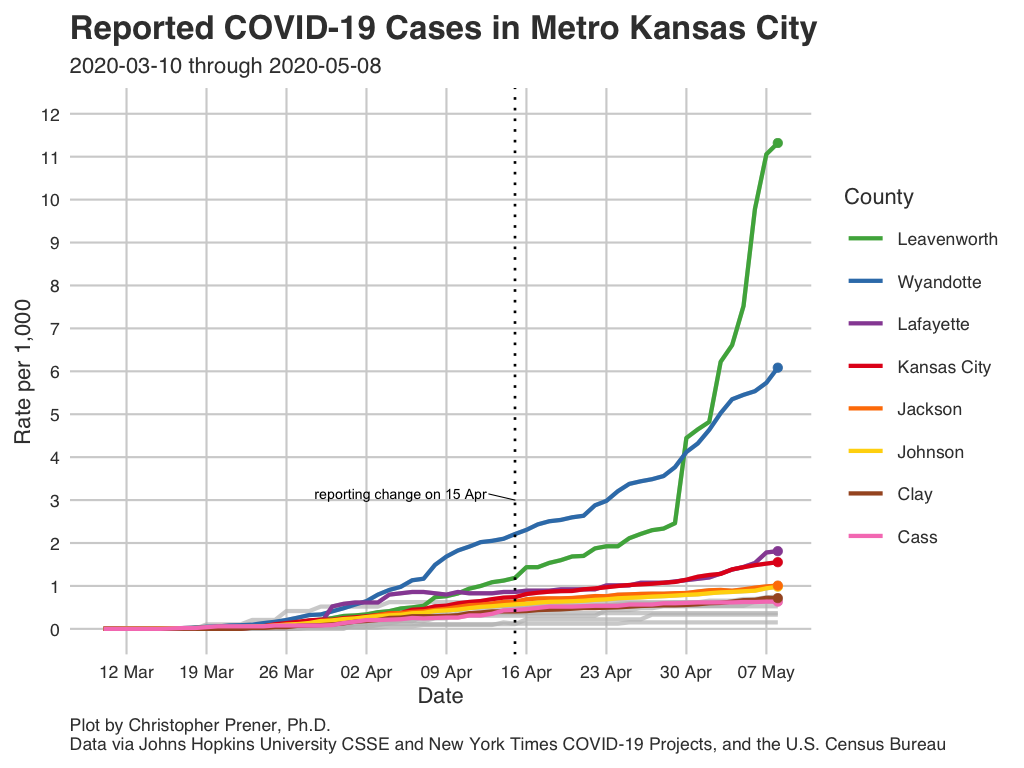 Reported COVID-19 Cases in Metro Kansas City
2020-03-10 through 2020-05-08
12
11
10
9
8
7
6
5
4
3
2
1
0
Rate per 1,000
reporting change on 15 Apr
12 Mar 19 Mar 26 Mar 02 Apr 09 Apr 16 Apr 23 Apr 30 Apr 07 May
Date
County
Leavenworth
Wyandotte
Lafayette
Kansas City
Jackson
Johnson
Clay
Cass
Plot by Christopher Prener, Ph.D.
Data via Johns Hopkins University CSSE and New York Times COVID-19 Projects, and the U.S. Census Bureau